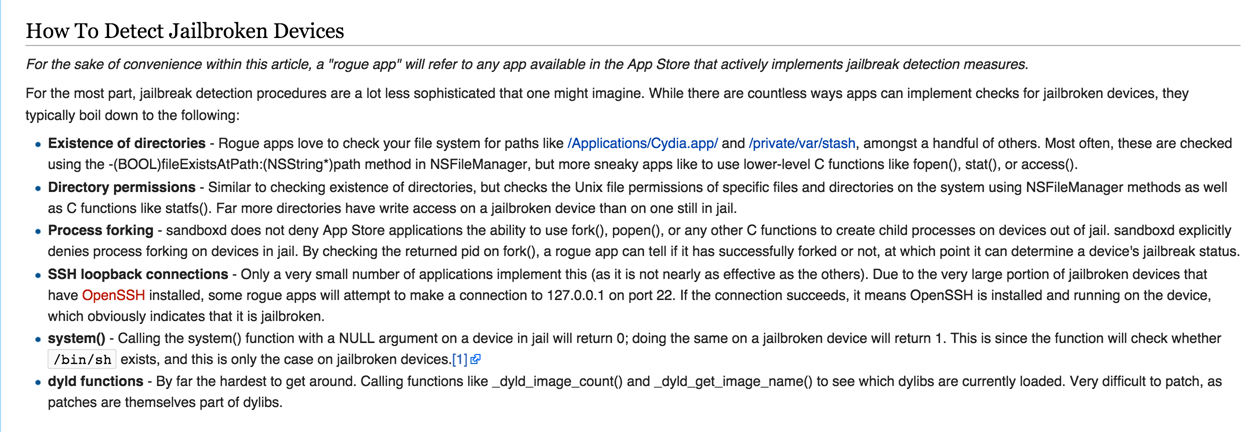 How To Detect Jailbroken Devices
For the sake of convenience within this article, a "rogue app" will refer to any app available in the App Store that actively implements jailbreak detection measures.
For the most part, jailbreak detection procedures are a lot less sophisticated that one might imagine. While there are countless ways apps can implement checks for jailbroken devices, they
typically boil down to the following:
• Existence of directories - Rogue apps love to check your file system for paths like /Applications/Cydia.app/ and /private/var/stash, amongst a handful of others. Most often, these are checked
using the -(BOOL)fileExistsAtPath:(NSString*)path method in NSFileManager, but more sneaky apps like to use lower-level C functions like fopen(), stat(), or access().
• Directory permissions - Similar to checking existence of directories, but checks the Unix file permissions of specific files and directories on the system using NSFileManager methods as well
as C functions like statfs(). Far more directories have write access on a jailbroken device than on one still in jail.
• Process forking - sandboxd does not deny App Store applications the ability to use fork(), popen(), or any other C functions to create child processes on devices out of jail. sandboxd explicitly
denies process forking on devices in jail. By checking the returned pid on fork(), a rogue app can tell if it has successfully forked or not, at which point it can determine a device's jailbreak status.
• SSH loopback connections - Only a very small number of applications implement this (as it is not nearly as effective as the others). Due to the very large portion of jailbroken devices that
have OpenSSH installed, some rogue apps will attempt to make a connection to 127.0.0.1 on port 22. If the connection succeeds, it means OpenSSH is installed and running on the device,
which obviously indicates that it is jailbroken.
• system() - Calling the system() function with a NULL argument on a device in jail will return 0; doing the same on a jailbroken device will return 1. This is since the function will check whether
/bin/sh exists, and this is only the case on jailbroken devices.[1]
• dyld functions - By far the hardest to get around. Calling functions like _dyld_image_count() and _dyld_get_image_name() to see which dylibs are currently loaded. Very difficult to patch, as
patches are themselves part of dylibs.